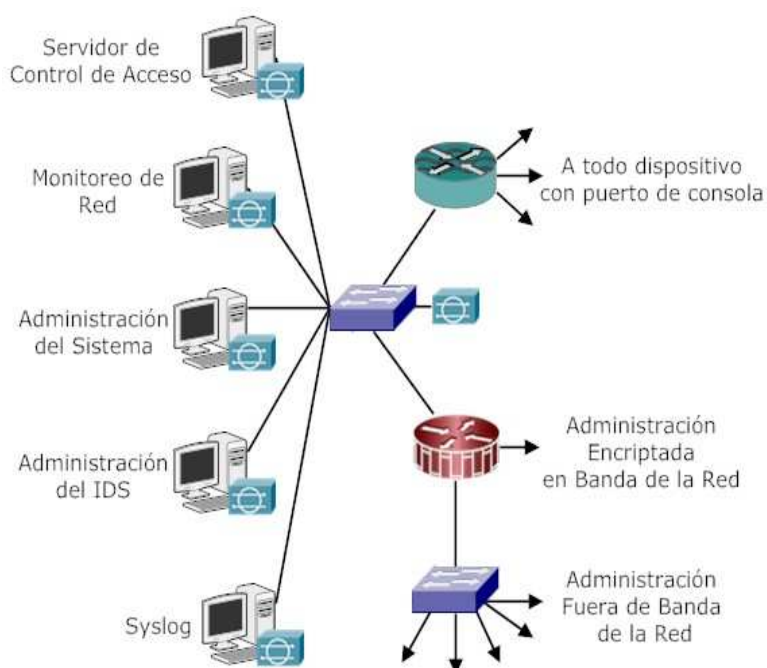 Servidor de
Control de Acceso
Monitoreo de
Red
A todo dispositivo
con puerto de consola
Administración
del Sistema
Administración
del IDS
Administración
Encriptada
en Banda de la Red
Syslog
Administración
Fuera de Banda
de la Red